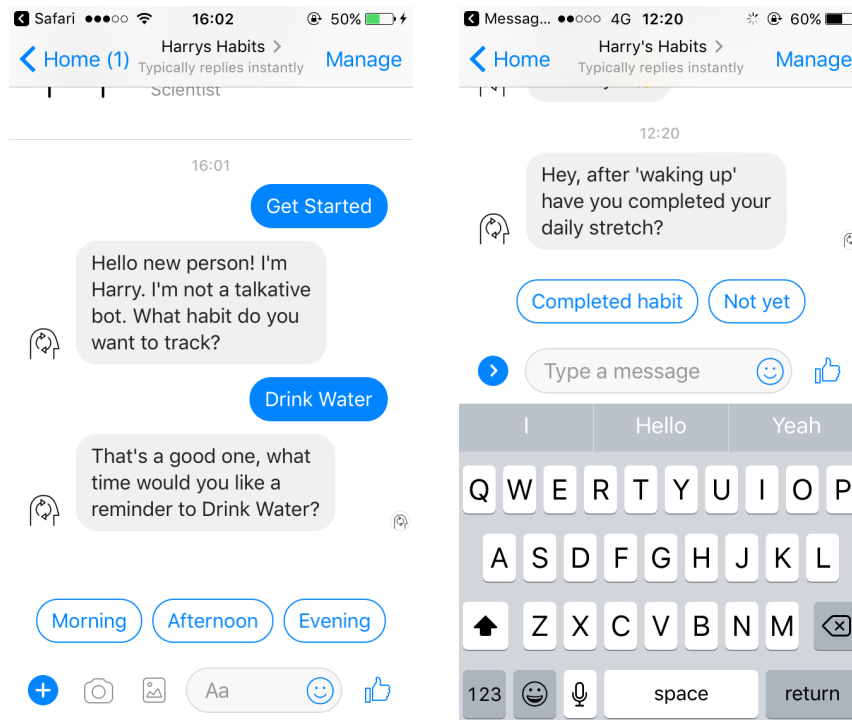 Safari 16:02 50%
Home (1) Harrys Habits Manage
Typically replies instantly
Scientist
16:01
Get Started
Hello new person! I'm
Harry. I'm not a talkative
bot. What habit do you
want to track?
Drink Water
That's a good one, what
time would you like a
reminder to Drink Water?
Morning Afternoon Evening
Aa
Messag... 4G 12:20 60%
Home Harry's Habits Manage
Typically replies instantly
12:20
Hey, after 'waking up'
have you completed your
daily stretch?
Completed habit Not yet
Type a message
I Hello Yeah
Q W E R T Y U I O P
A S D F G H J K L
Z X C V B N M
123 space return